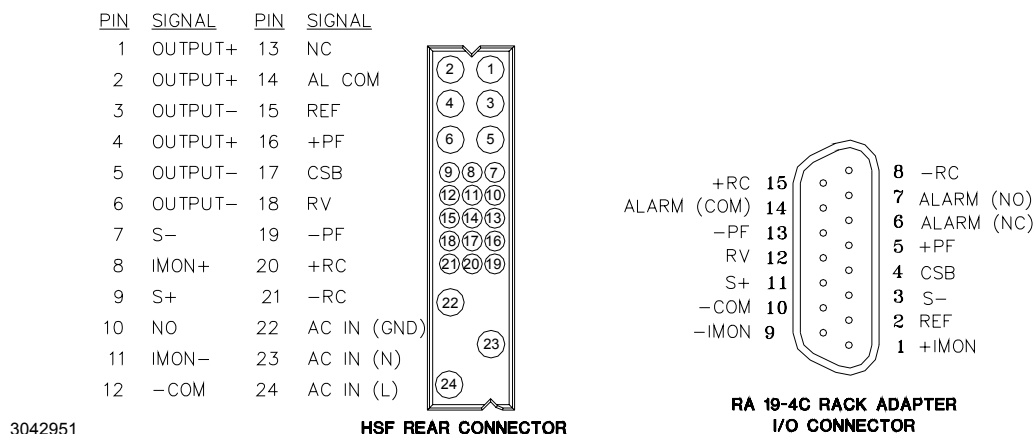 PIN SIGNAL PIN SIGNAL
1 OUTPUT+ 13 NC
2 OUTPUT+ 14 AL COM
3 OUTPUT− 15 REF
4 OUTPUT+ 16 +PF
5 OUTPUT− 17 CSB
6 OUTPUT− 18 RV
7 S− 19 −PF
8 IMON+ 20 +RC
9 S+ 21 −RC
10 NO 22 AC IN (GND)
11 IMON− 23 AC IN (N)
12 −COM 24 AC IN (L)
2 1
4 3
6 5
9 8 7
12 11 10
15 14 13
18 17 16
21 20 19
22
23
24
HSF REAR CONNECTOR
+RC 15
ALARM (COM) 14
−PF 13
RV 12
S+ 11
−COM 10
−IMON 9
8 −RC
7 ALARM (NO)
6 ALARM (NC)
5 +PF
4 CSB
3 S−
2 REF
1 +IMON
RA 19-4C RACK ADAPTER
I/O CONNECTOR
3042951